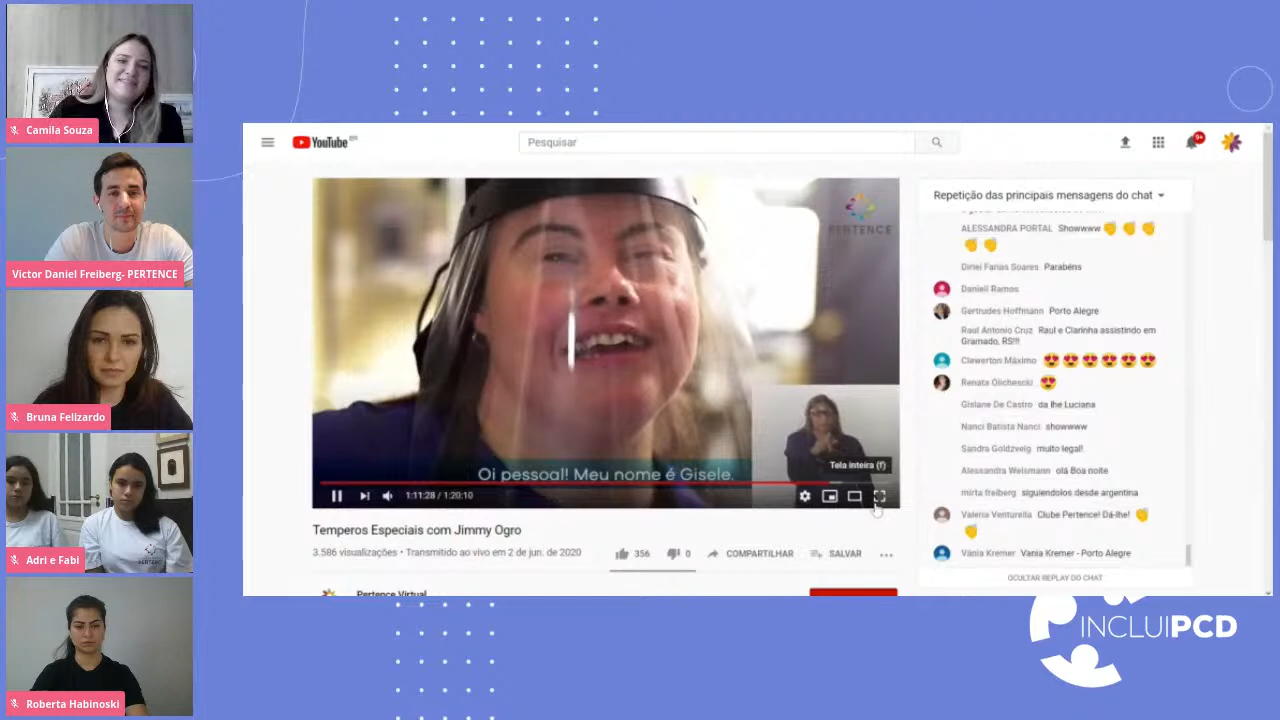 Camila Souza
Victor Daniel Freiberg- PERTENCE
Bruna Felizardo
Adri e Fabi
Roberta Habinoski
YouTube
Pesquisar
9+
PERTENCE
Oi pessoal! Meu nome é Gisele.
Tela inteira (f)
1:11:28 / 1:20:10
Temperos Especiais com Jimmy Ogro
3.586 visualizações • Transmitido ao vivo em 2 de jun. de 2020
356
0
COMPARTILHAR
SALVAR
Pertence Virtual
Repetição das principais mensagens do chat
ALESSANDRA PORTAL Showwww 👏 👏 👏
👏 👏
Dirlei Farias Soares Parabéns
Danieli Ramos
Gertrudes Hoffmann Porto Alegre
Raul Antonio Cruz Raul e Clarinha assistindo em
Gramado, RS!!!
Clewerton Máximo 😍 😍 😍 😍 😍 😍
Renata Olichescki 😍
Gislane De Castro da lhe Luciana
Nanci Batista Nanci showwww
Sandra Goldzveig muito legal!
Alessandra Weismann olá Boa noite
mirta freiberg siguiendolos desde argentina
Valeria Venturella Clube Pertence! Dá-lhe! 👏
👏
Vânia Kremer Vania Kremer - Porto Alegre
OCULTAR REPLAY DO CHAT
INCLUIPCD